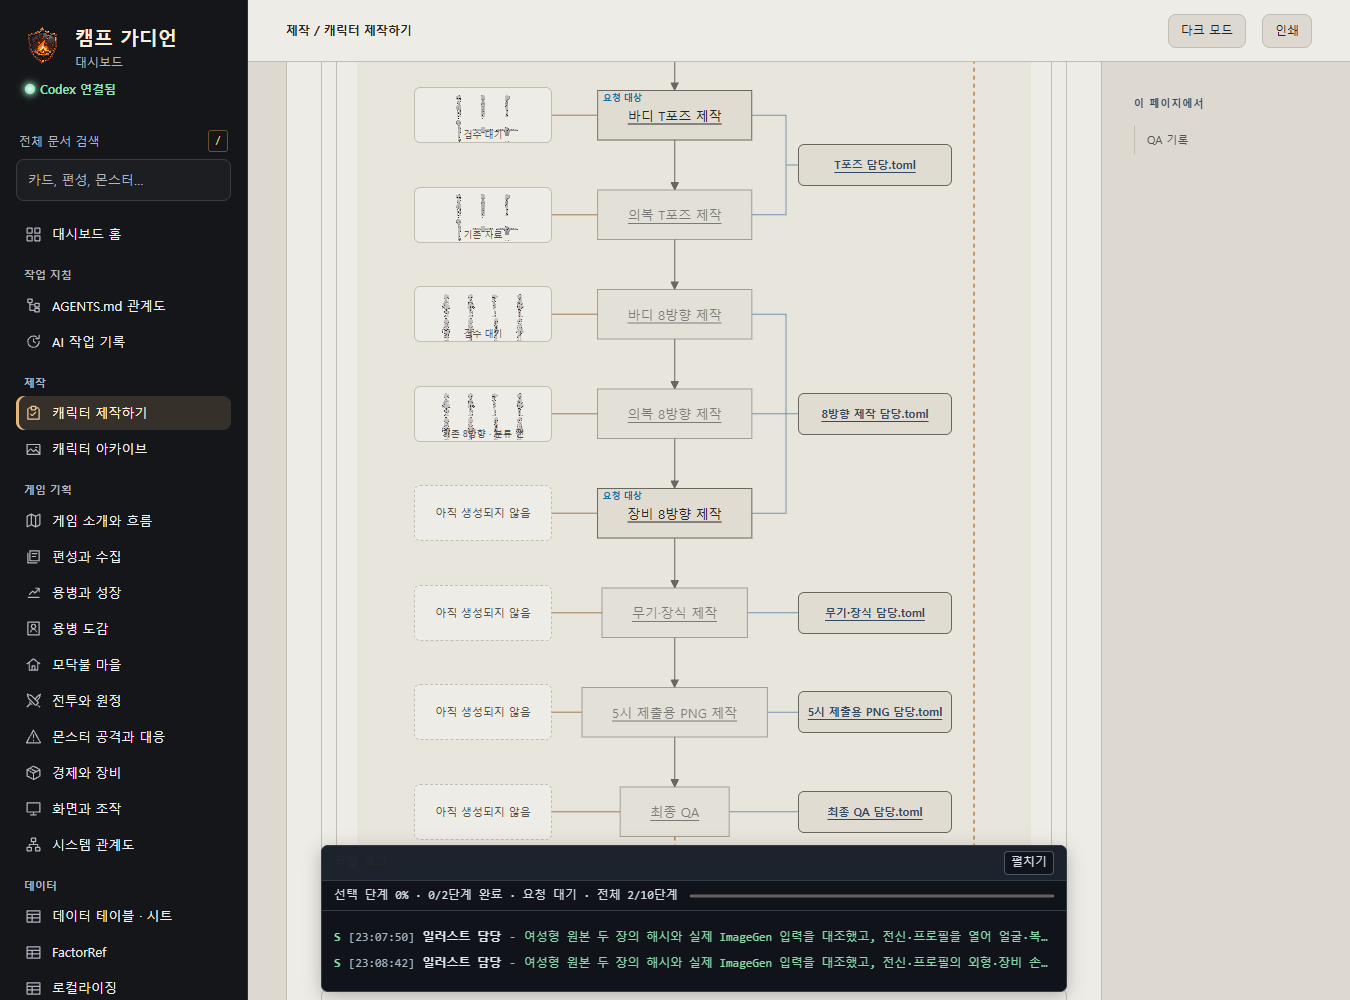 캠프 가디언
대시보드
Codex 연결됨
전체 문서 검색
/
카드, 편성, 몬스터...
대시보드 홈
작업 지침
AGENTS.md 관계도
AI 작업 기록
제작
캐릭터 제작하기
캐릭터 아카이브
게임 기획
게임 소개와 흐름
편성과 수집
용병과 성장
용병 도감
모닥불 마을
전투와 원정
몬스터 공격과 대응
경제와 장비
화면과 조작
시스템 관계도
데이터
데이터 테이블 · 시트
FactorRef
로컬라이징
제작 / 캐릭터 제작하기
다크 모드
인쇄
이 페이지에서
QA 기록
검수 대기
요청 대상
바디 T포즈 제작
T포즈 담당.toml
기존 자료
의복 T포즈 제작
검수 대기
바디 8방향 제작
8방향 · 분류
의복 8방향 제작
8방향 제작 담당.toml
아직 생성되지 않음
요청 대상
장비 8방향 제작
아직 생성되지 않음
무기·장식 제작
무기·장식 담당.toml
아직 생성되지 않음
5시 제출용 PNG 제작
5시 제출용 PNG 담당.toml
아직 생성되지 않음
최종 QA
최종 QA 담당.toml
펼치기
선택 단계 0% · 0/2단계 완료 · 요청 대기 · 전체 2/10단계
S [23:07:50] 일러스트 담당 - 여성형 원본 두 장의 해시와 실제 ImageGen 입력을 대조했고, 전신·프로필을 열어 얼굴·복…
S [23:08:42] 일러스트 담당 - 여성형 원본 두 장의 해시와 실제 ImageGen 입력을 대조했고, 전신·프로필의 외형·장비 손…